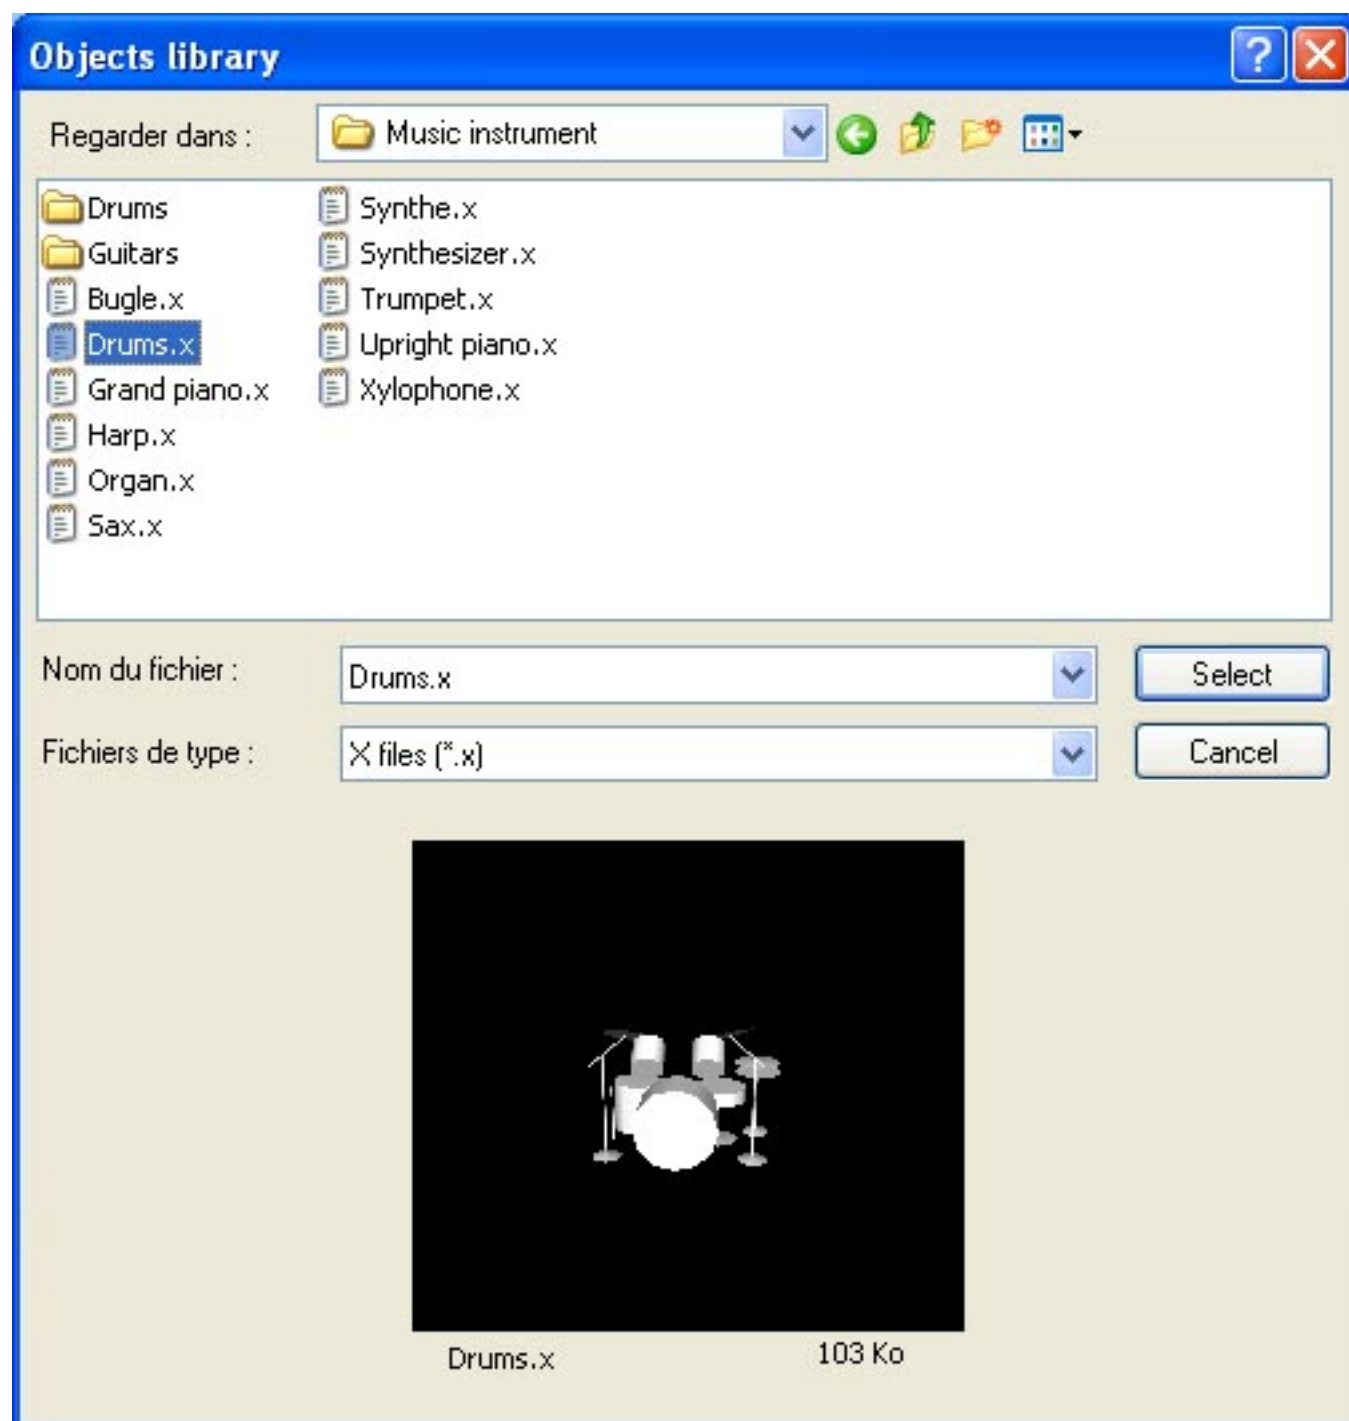 Objects library
Regarder dans :
Music instrument
Drums
Guitars
Bugle.x
Drums.x
Grand piano.x
Harp.x
Organ.x
Sax.x
Synthe.x
Synthesizer.x
Trumpet.x
Upright piano.x
Xylophone.x
Nom du fichier :
Drums.x
Select
Fichiers de type :
X files (*.x)
Cancel
Drums.x
103 Ko